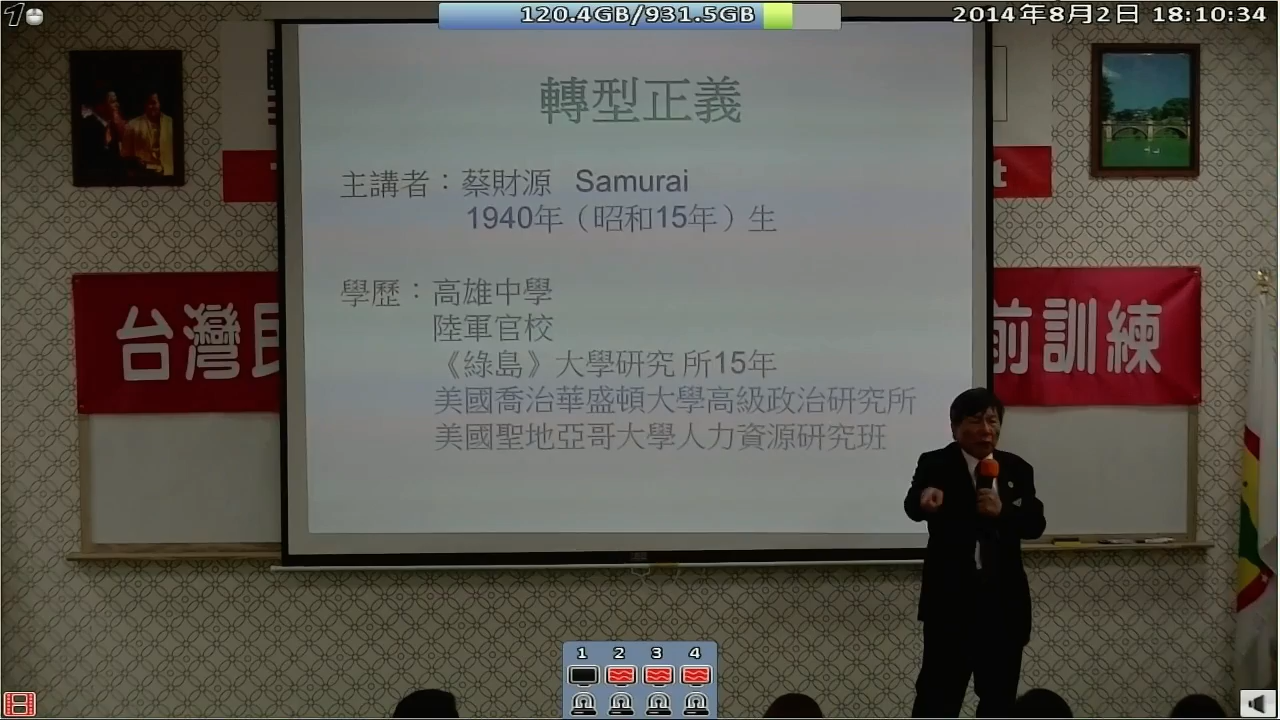 120.4GB/931.5GB
2014年8月2日 18:10:34
轉型正義
主講者：蔡財源 Samurai
1940年（昭和15年）生
學歷：高雄中學
陸軍官校
《綠島》大學研究 所15年
美國喬治華盛頓大學高級政治研究所
美國聖地亞哥大學人力資源研究班
t
台灣民
前訓練
1 2 3 4